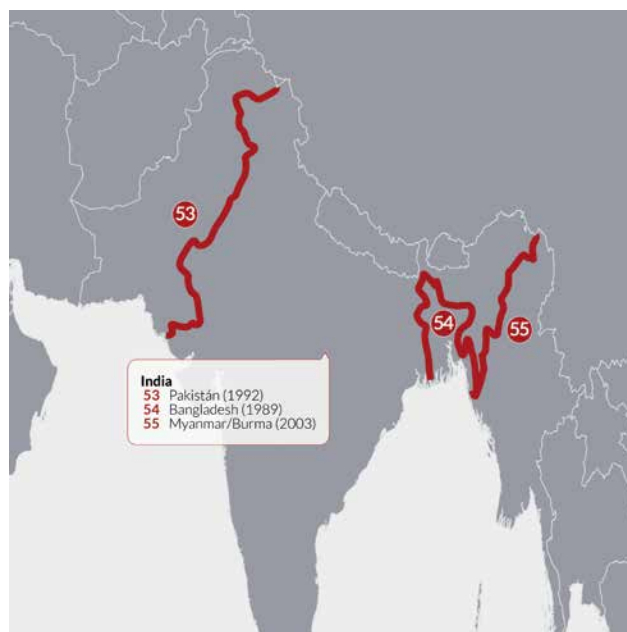 53
54
55
India
53 Pakistán (1992)
54 Bangladesh (1989)
55 Myanmar/Burma (2003)